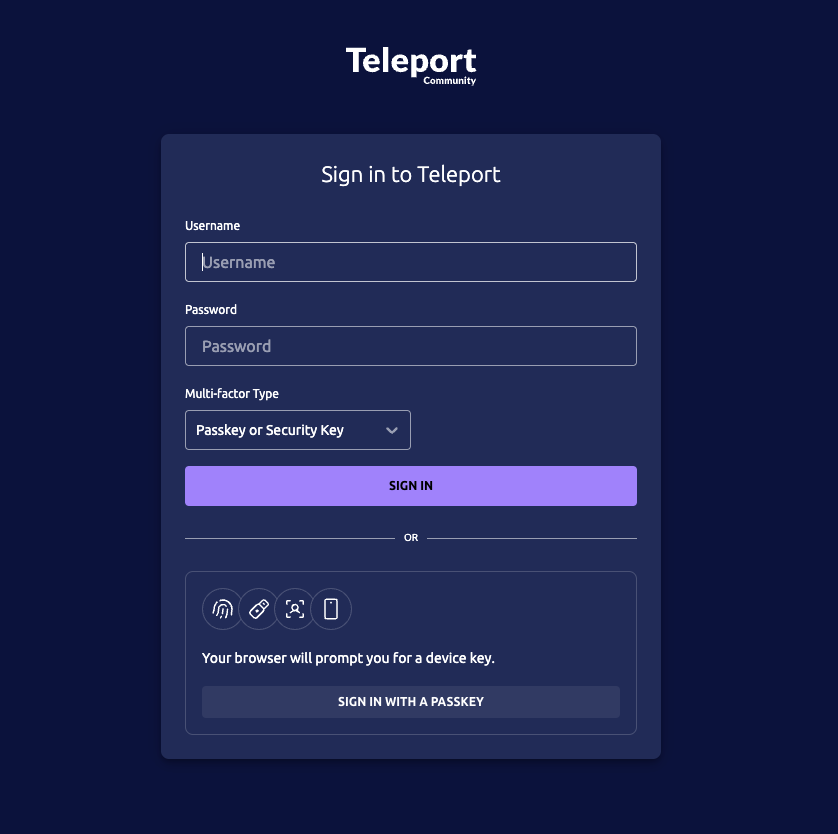 Teleport
Community
Sign in to Teleport
Username
Username
Password
Password
Multi-factor Type
Passkey or Security Key
SIGN IN
OR
Your browser will prompt you for a device key.
SIGN IN WITH A PASSKEY